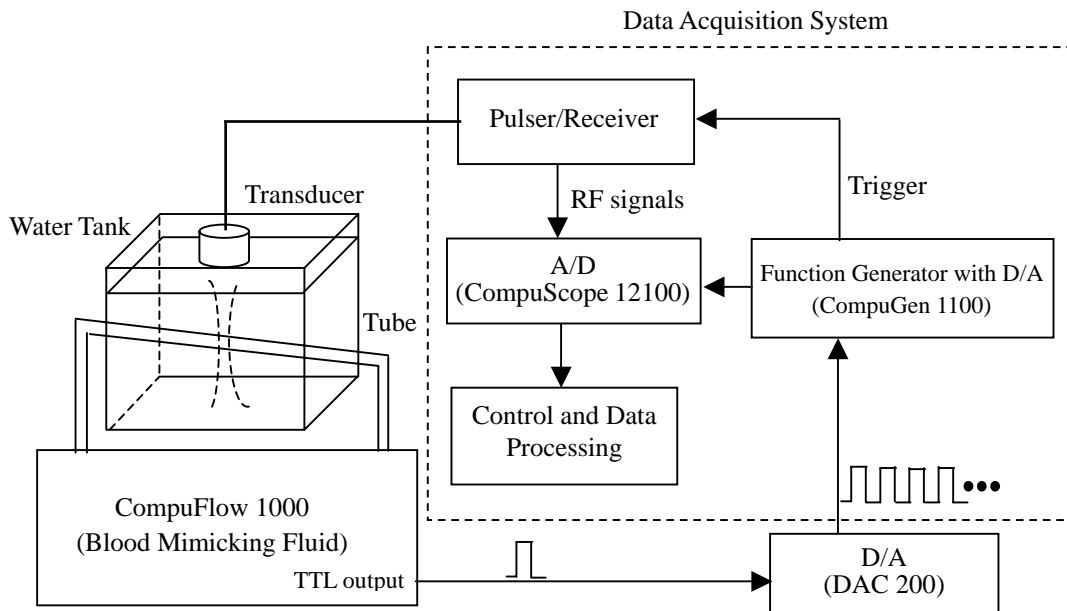 Data Acquisition System
Pulser/Receiver
Transducer
RF signals
Trigger
Water Tank
A/D
(CompuScope 12100)
Function Generator with D/A
(CompuGen 1100)
Tube
Control and Data
Processing
CompuFlow 1000
(Blood Mimicking Fluid)
TTL output
D/A
(DAC 200)